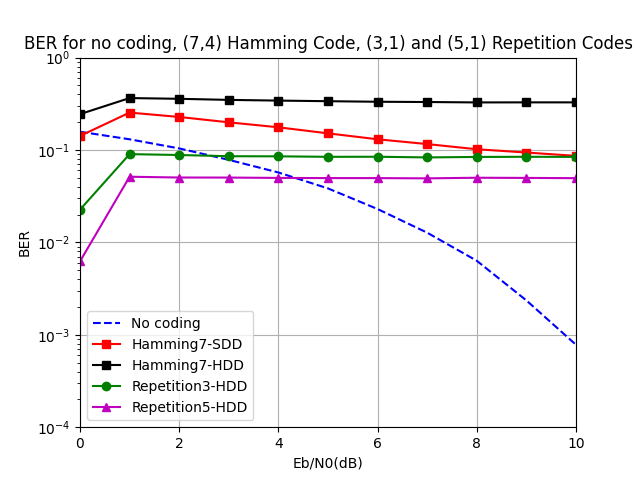 BER for no coding, (7,4) Hamming Code, (3,1) and (5,1) Repetition Codes
10⁰
10⁻¹
10⁻²
10⁻³
10⁻⁴
BER
No coding
Hamming7-SDD
Hamming7-HDD
Repetition3-HDD
Repetition5-HDD
0 2 4 6 8 10
Eb/N0(dB)